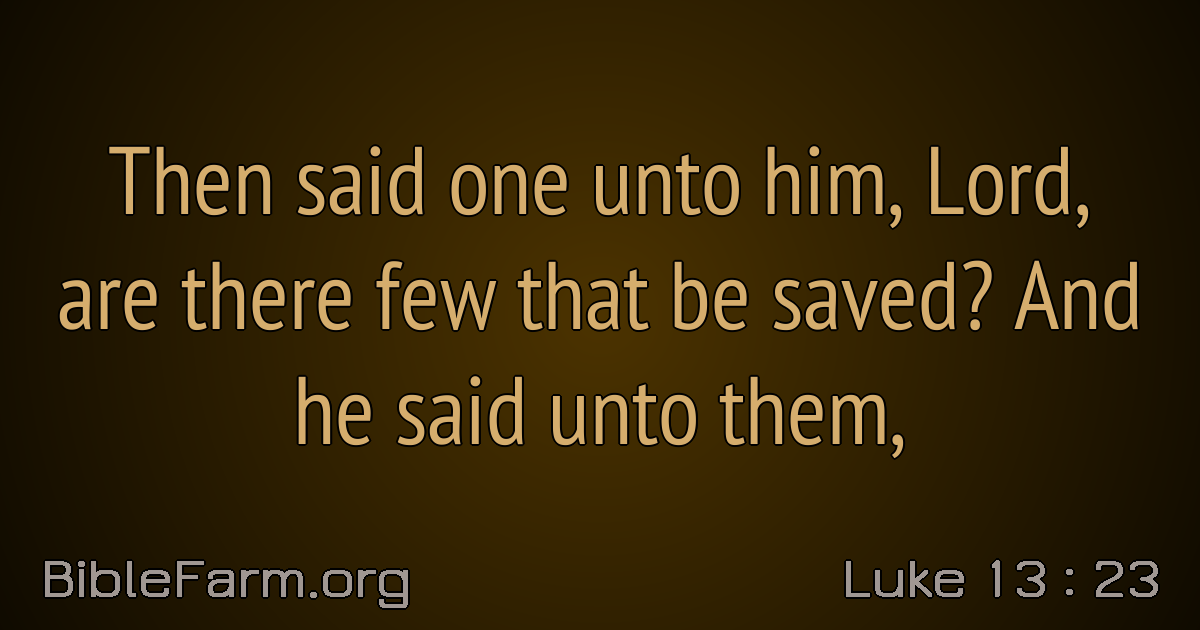 Then said one unto him, Lord,
are there few that be saved? And
he said unto them,
BibleFarm.org
Luke 13 : 23